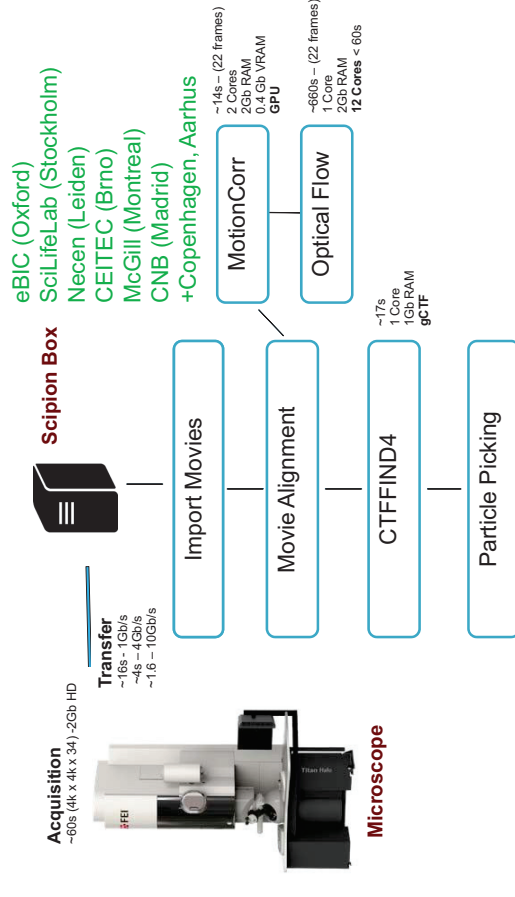 Acquisition
~60s (4k x 4k x 34) -2Gb HD
Transfer
~16s - 1Gb/s
~4s – 4Gb/s
~1.6 – 10Gb/s
FEI
Titan Halo
Microscope
Scipion Box
eBIC (Oxford)
SciLifeLab (Stockholm)
Necen (Leiden)
CEITEC (Brno)
McGill (Montreal)
CNB (Madrid)
+Copenhagen, Aarhus
Import Movies
Movie Alignment
CTFFIND4
Particle Picking
MotionCorr
~14s – (22 frames)
2 Cores
2Gb RAM
0.4 Gb VRAM
GPU
Optical Flow
~660s – (22 frames)
1 Core
2Gb RAM
12 Cores < 60s
~17s
1 Core
1Gb RAM
gCTF